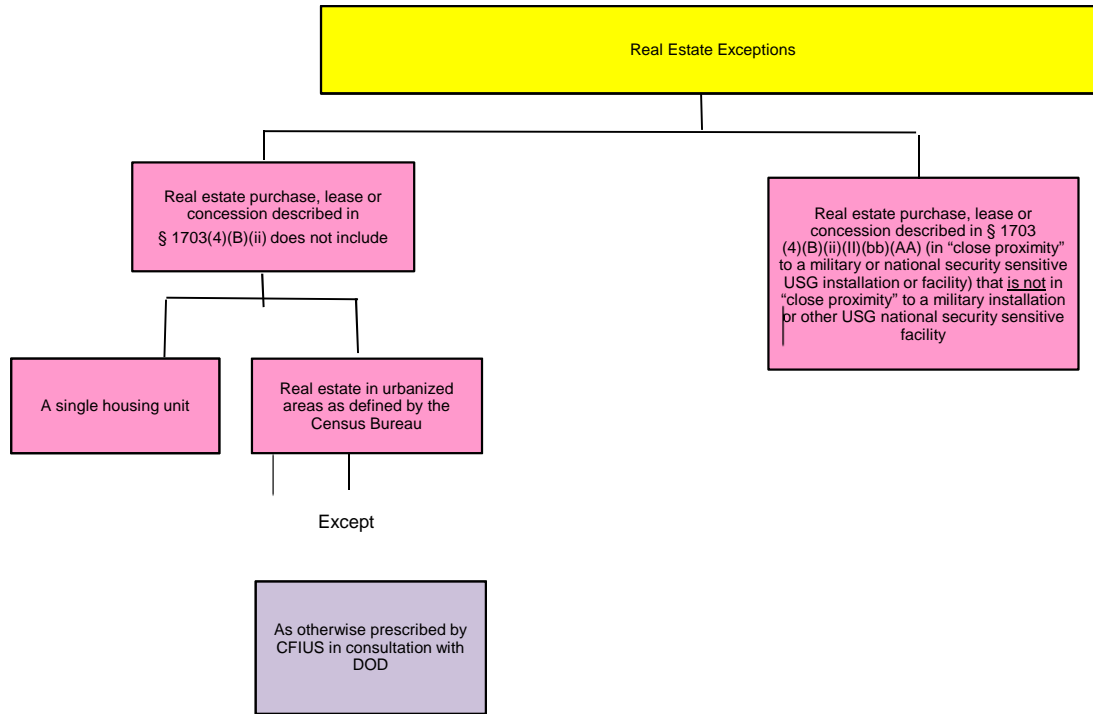 Real Estate Exceptions
Real estate purchase, lease or
concession described in
§ 1703(4)(B)(ii) does not include
Real estate purchase, lease or
concession described in § 1703
(4)(B)(ii)(II)(bb)(AA) (in “close proximity”
to a military or national security sensitive
USG installation or facility) that is not in
“close proximity” to a military installation
or other USG national security sensitive
facility
A single housing unit
Real estate in urbanized
areas as defined by the
Census Bureau
Except
As otherwise prescribed by
CFIUS in consultation with
DOD